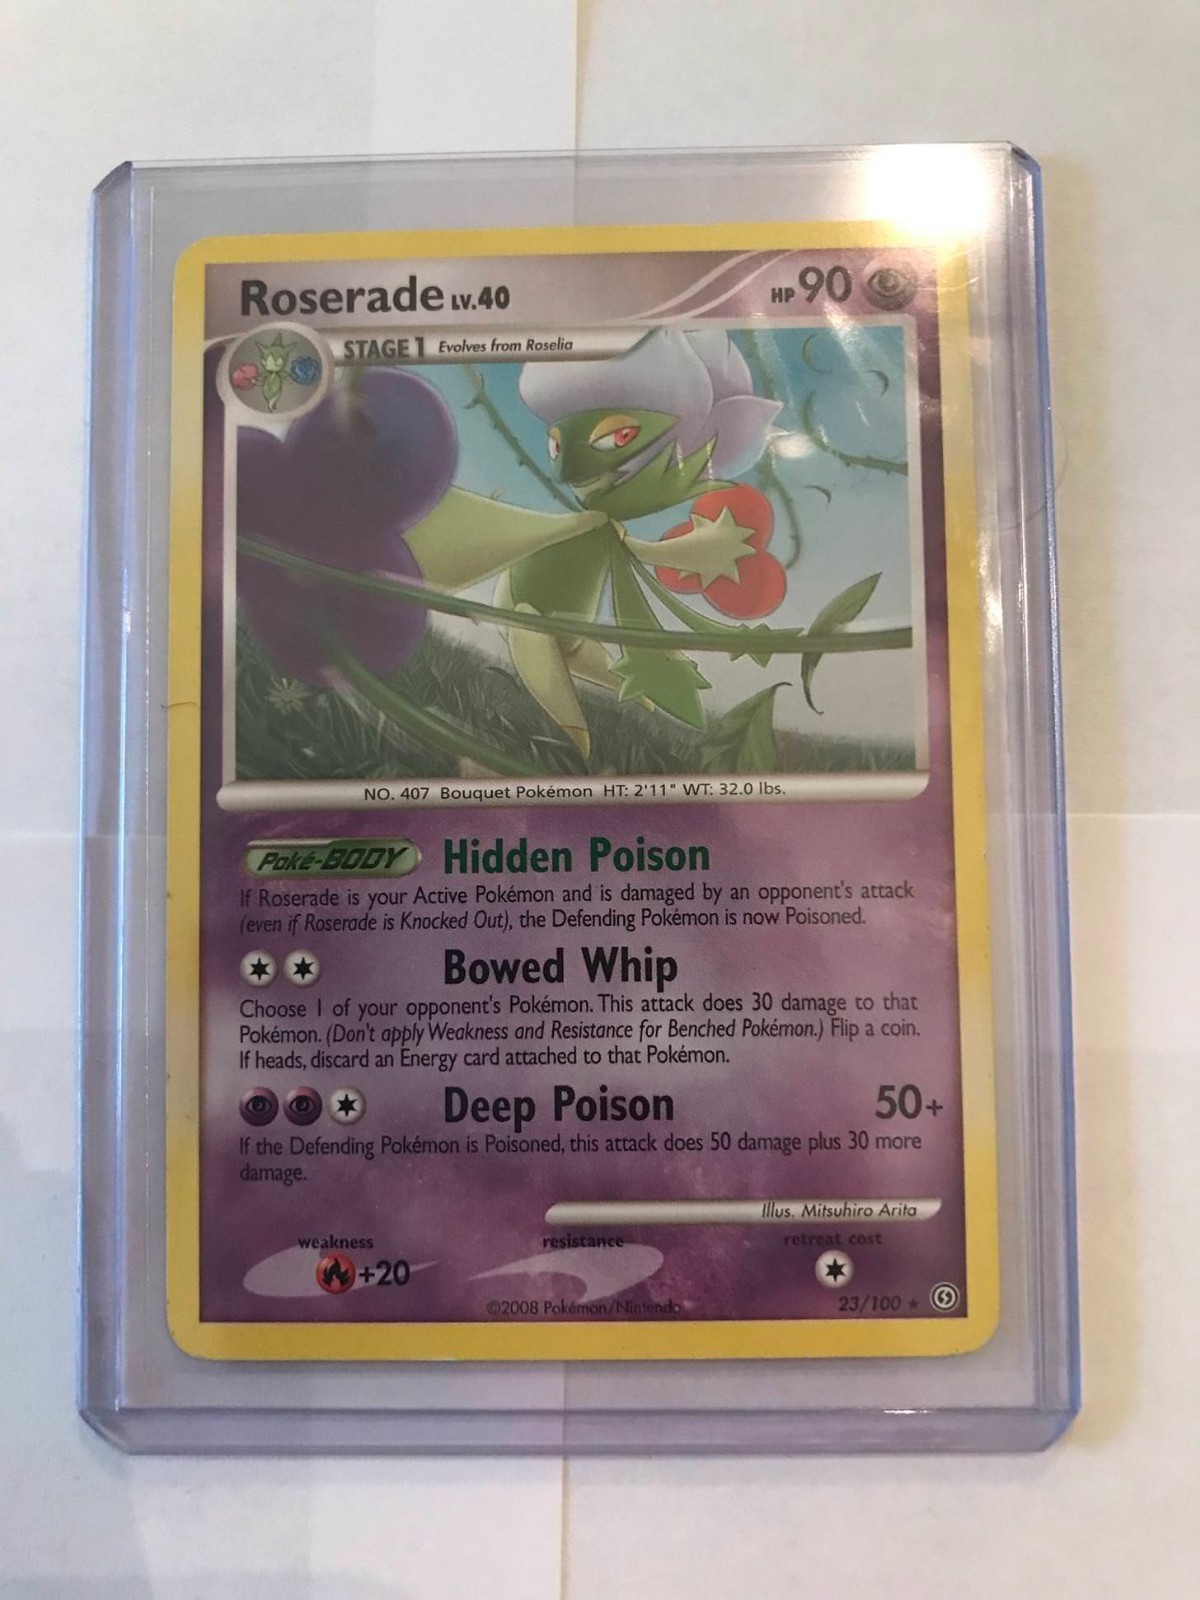 Roserade LV.40 HP 90
STAGE 1 Evolves from Roselia
NO. 407 Bouquet Pokémon HT: 2'11" WT: 32.0 lbs.
Poké-BODY Hidden Poison
If Roserade is your Active Pokémon and is damaged by an opponent's attack
(even if Roserade is Knocked Out), the Defending Pokémon is now Poisoned.
Bowed Whip
Choose 1 of your opponent's Pokémon. This attack does 30 damage to that
Pokémon. (Don't apply Weakness and Resistance for Benched Pokémon.) Flip a coin.
If heads, discard an Energy card attached to that Pokémon.
Deep Poison 50+
If the Defending Pokémon is Poisoned, this attack does 50 damage plus 30 more
damage.
Illus. Mitsuhiro Arita
weakness resistance retreat cost
+20
©2008 Pokémon/Nintendo 23/100 ★